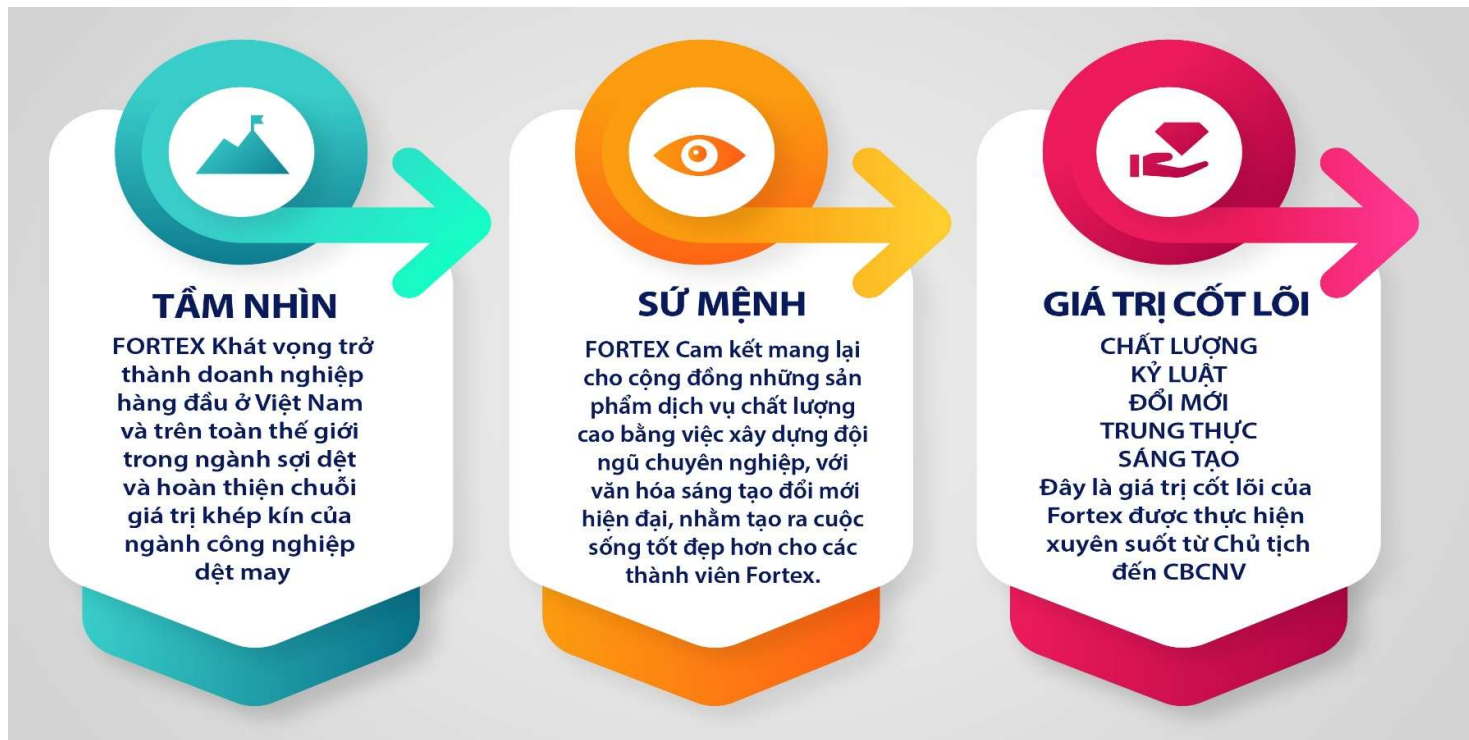 TẦM NHÌN
FORTEX Khát vọng trở
thành doanh nghiệp
hàng đầu ở Việt Nam
và trên toàn thế giới
trong ngành sợi dệt
và hoàn thiện chuỗi
giá trị khép kín của
ngành công nghiệp
dệt may
SỨ MỆNH
FORTEX Cam kết mang lại
cho cộng đồng những sản
phẩm dịch vụ chất lượng
cao bằng việc xây dựng đội
ngũ chuyên nghiệp, với
văn hóa sáng tạo đổi mới
hiện đại, nhằm tạo ra cuộc
sống tốt đẹp hơn cho các
thành viên Fortex.
GIÁ TRỊ CỐT LÕI
CHẤT LƯỢNG
KỶ LUẬT
ĐỔI MỚI
TRUNG THỰC
SÁNG TẠO
Đây là giá trị cốt lõi của
Fortex được thực hiện
xuyên suốt từ Chủ tịch
đến CBCNV